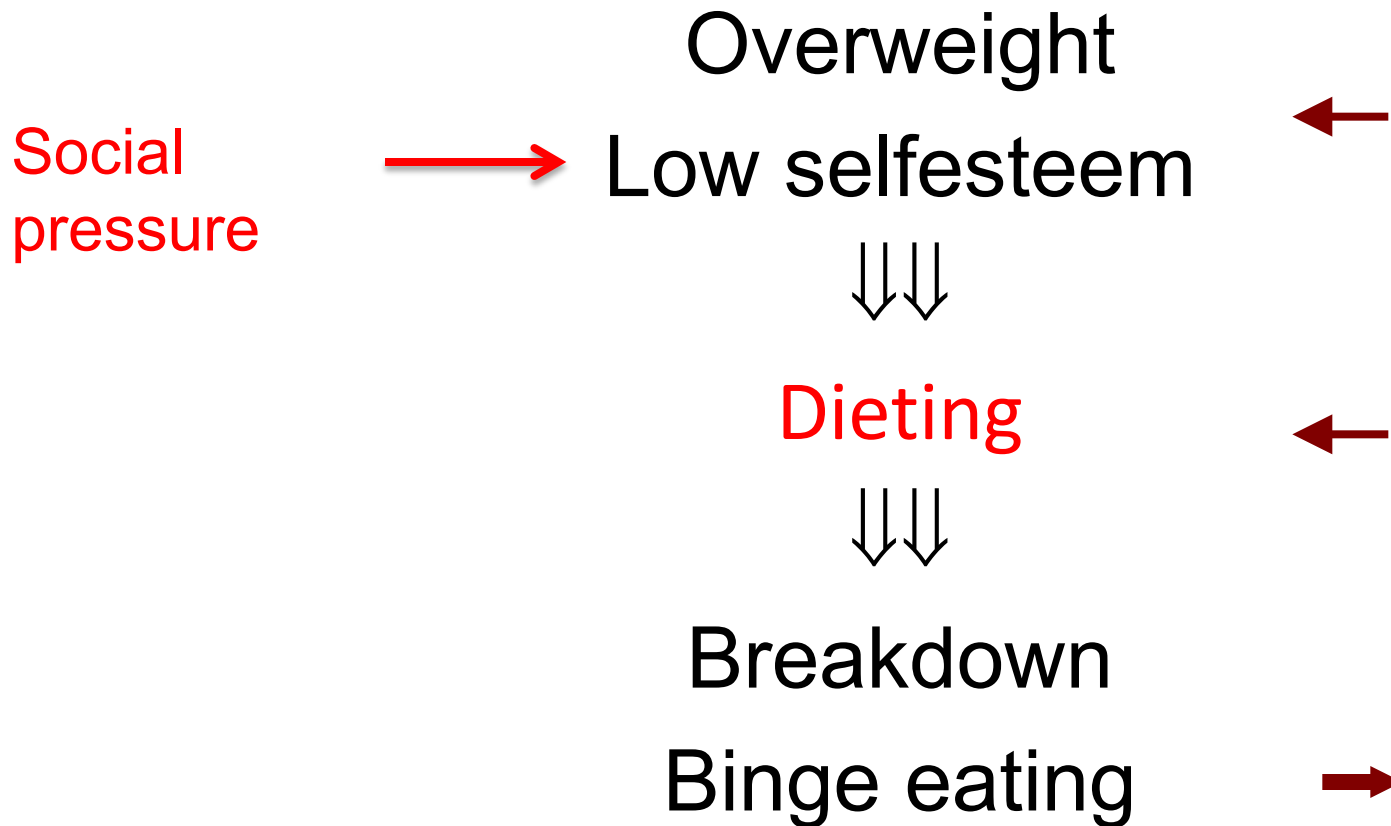 Overweight
Social
pressure
Low selfesteem
Dieting
Breakdown
Binge eating